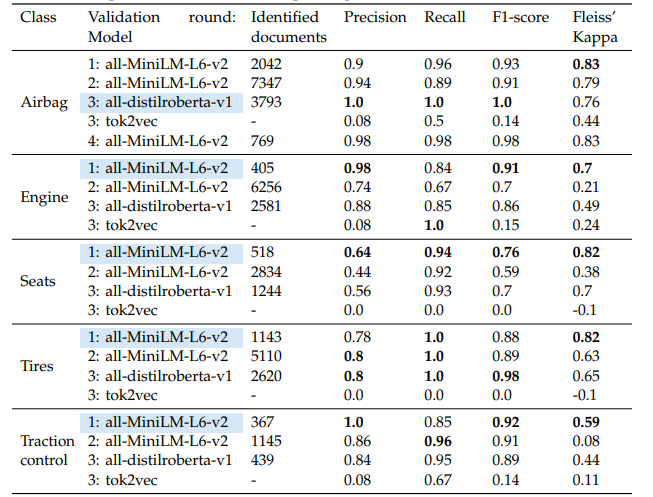 Class Validation round: Model Identified documents Precision Recall F1-score Fleiss’ Kappa
Airbag
1: all-MiniLM-L6-v2 2042 0.9 0.96 0.93 0.83
2: all-MiniLM-L6-v2 7347 0.94 0.89 0.91 0.79
3: all-distilroberta-v1 3793 1.0 1.0 1.0 0.76
3: tok2vec - 0.08 0.5 0.14 0.44
4: all-MiniLM-L6-v2 769 0.98 0.98 0.98 0.83
Engine
1: all-MiniLM-L6-v2 405 0.98 0.84 0.91 0.7
2: all-MiniLM-L6-v2 6256 0.74 0.67 0.7 0.21
3: all-distilroberta-v1 2581 0.88 0.85 0.86 0.49
3: tok2vec - 0.08 1.0 0.15 0.24
Seats
1: all-MiniLM-L6-v2 518 0.64 0.94 0.76 0.82
2: all-MiniLM-L6-v2 2834 0.44 0.92 0.59 0.38
3: all-distilroberta-v1 1244 0.56 0.93 0.7 0.7
3: tok2vec - 0.0 0.0 0.0 -0.1
Tires
1: all-MiniLM-L6-v2 1143 0.78 1.0 0.88 0.82
2: all-MiniLM-L6-v2 5110 0.8 1.0 0.89 0.63
3: all-distilroberta-v1 2620 0.8 1.0 0.98 0.65
3: tok2vec - 0.0 0.0 0.0 -0.1
Traction control
1: all-MiniLM-L6-v2 367 1.0 0.85 0.92 0.59
2: all-MiniLM-L6-v2 1145 0.86 0.96 0.91 0.08
3: all-distilroberta-v1 439 0.84 0.95 0.89 0.44
3: tok2vec - 0.08 0.67 0.14 0.11